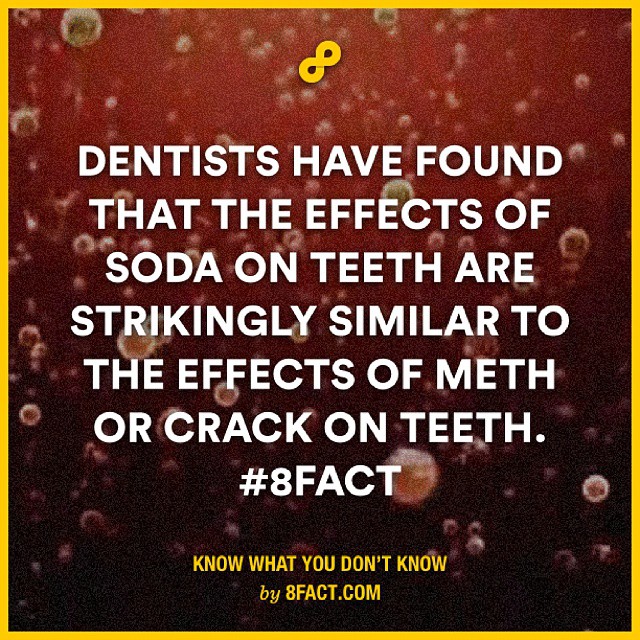 DENTISTS HAVE FOUND
THAT THE EFFECTS OF
SODA ON TEETH ARE
STRIKINGLY SIMILAR TO
THE EFFECTS OF METH
OR CRACK ON TEETH.
#8FACT
KNOW WHAT YOU DON'T KNOW
by 8FACT.COM